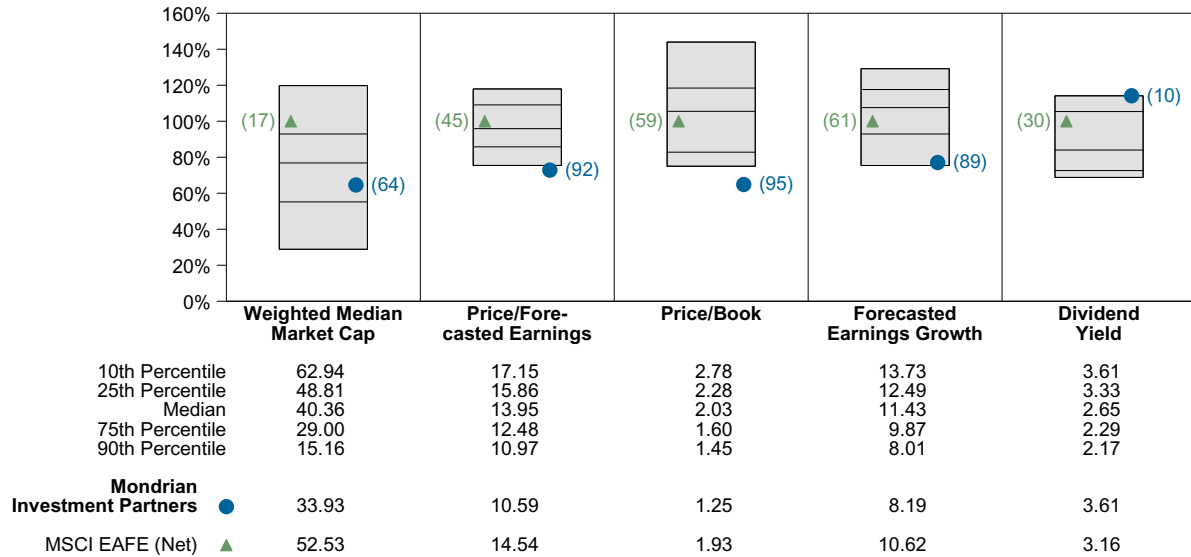 160%
140%
120%
100%
80%
60%
40%
20%
0%
(17)
(64)
(45)
(92)
(59)
(95)
(61)
(89)
(30)
(10)
Weighted Median Market Cap
Price/Fore-casted Earnings
Price/Book
Forecasted Earnings Growth
Dividend Yield
10th Percentile 62.94 17.15 2.78 13.73 3.61
25th Percentile 48.81 15.86 2.28 12.49 3.33
Median 40.36 13.95 2.03 11.43 2.65
75th Percentile 29.00 12.48 1.60 9.87 2.29
90th Percentile 15.16 10.97 1.45 8.01 2.17
Mondrian
Investment Partners 33.93 10.59 1.25 8.19 3.61
MSCI EAFE (Net) 52.53 14.54 1.93 10.62 3.16